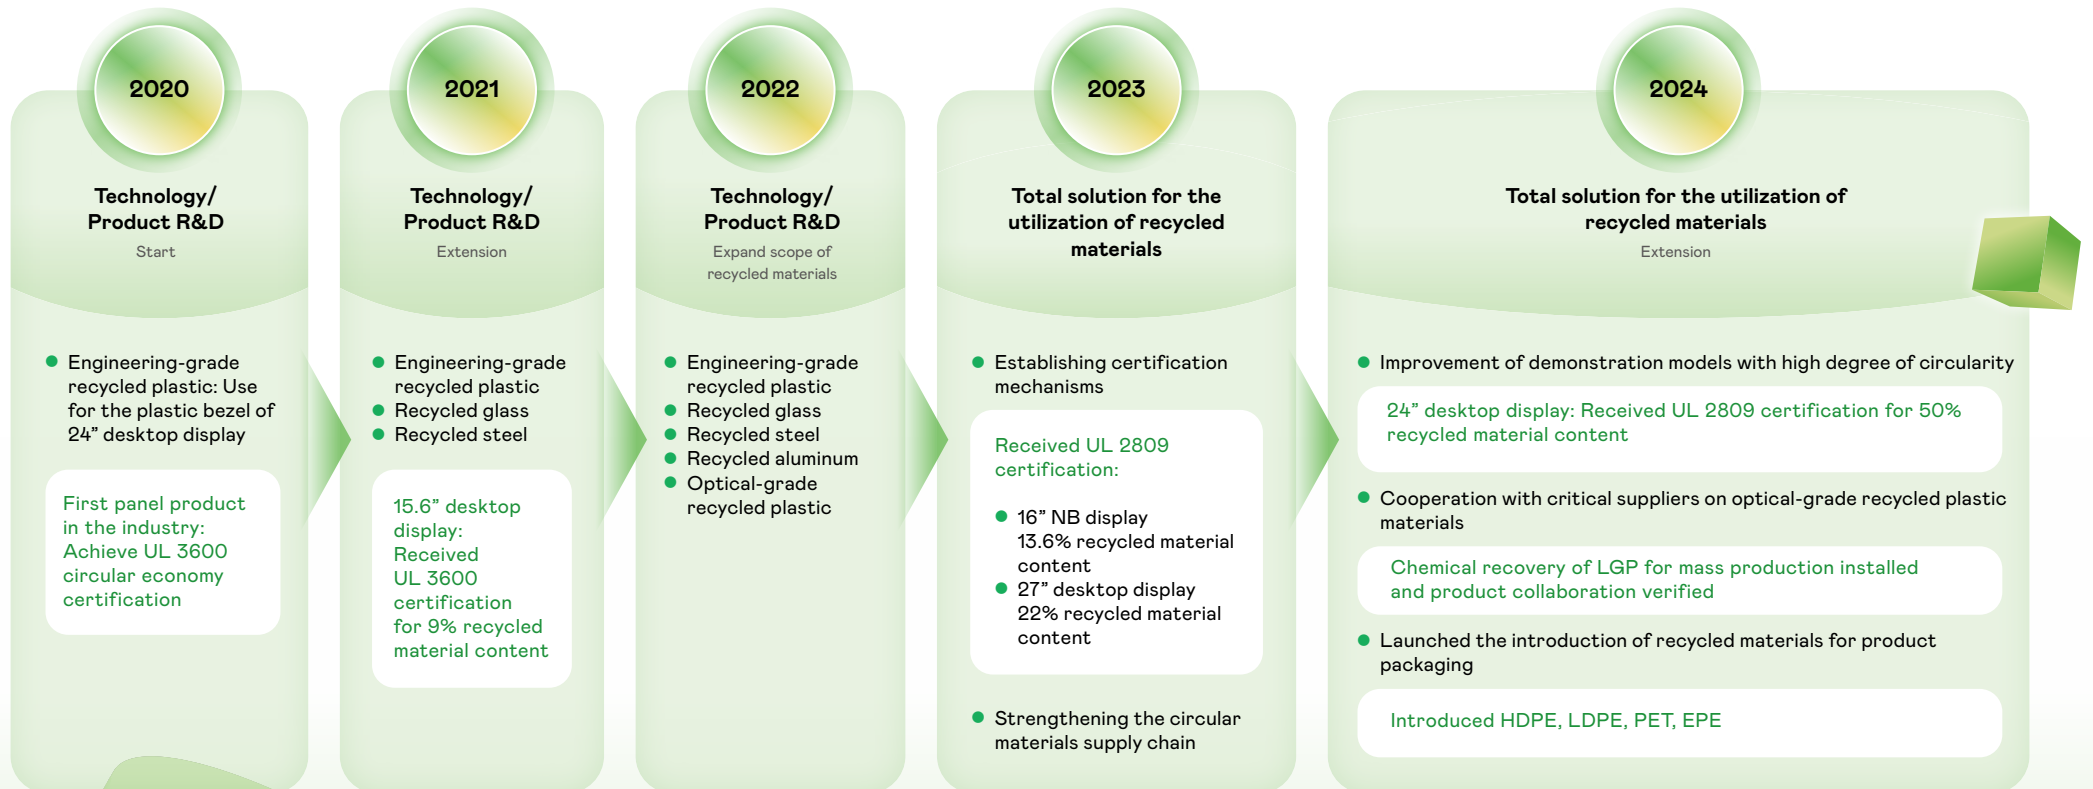 2020
Technology/
Product R&D
Start
Engineering-grade
recycled plastic: Use
for the plastic bezel of
24” desktop display
First panel product
in the industry:
Achieve UL 3600
circular economy
certification
2021
Technology/
Product R&D
Extension
Engineering-grade
recycled plastic
Recycled glass
Recycled steel
15.6” desktop
display:
Received
UL 3600
certification
for 9% recycled
material content
2022
Technology/
Product R&D
Expand scope of
recycled materials
Engineering-grade
recycled plastic
Recycled glass
Recycled steel
Recycled aluminum
Optical-grade
recycled plastic
2023
Total solution for the
utilization of recycled
materials
Establishing certification
mechanisms
Received UL 2809
certification:
16” NB display
13.6% recycled material
content
27” desktop display
22% recycled material
content
Strengthening the circular
materials supply chain
2024
Total solution for the utilization of
recycled materials
Extension
Improvement of demonstration models with high degree of circularity
24” desktop display: Received UL 2809 certification for 50%
recycled material content
Cooperation with critical suppliers on optical-grade recycled plastic
materials
Chemical recovery of LGP for mass production installed
and product collaboration verified
Launched the introduction of recycled materials for product
packaging
Introduced HDPE, LDPE, PET, EPE